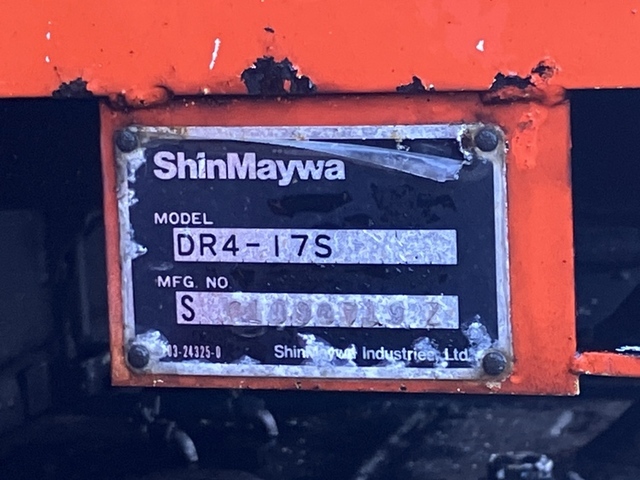 ShinMaywa
MODEL
DR4-17S
MFG. NO
S
ShinMaywa Industries, Ltd.